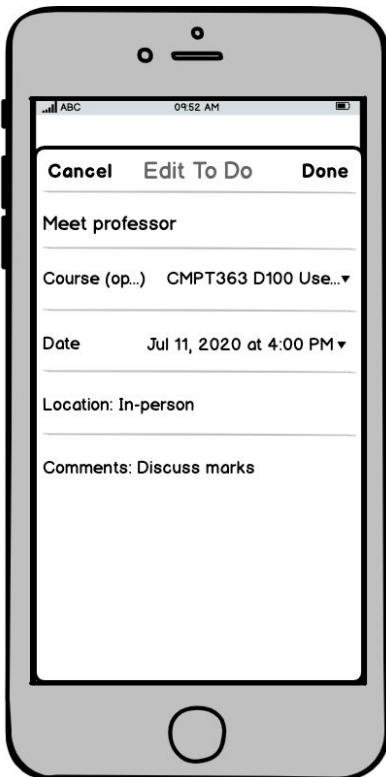 ABC 09:52 AM
Cancel Edit To Do Done
Meet professor
Course (op...) CMPT363 D100 Use...▾
Date Jul 11, 2020 at 4:00 PM▾
Location: In-person
Comments: Discuss marks